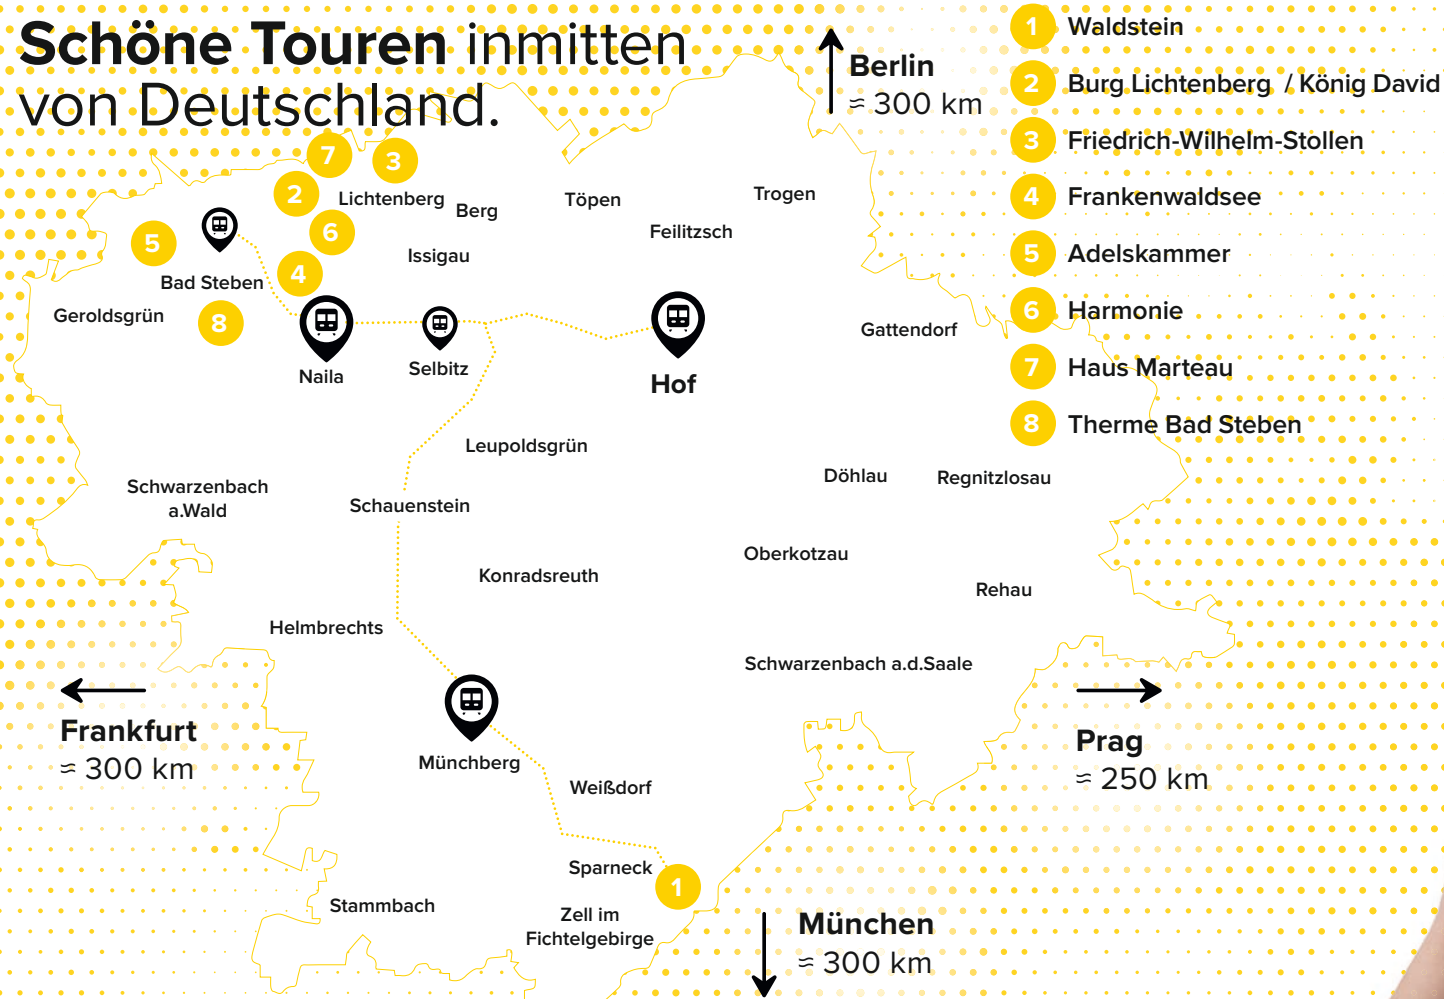 Schöne Touren inmitten
von Deutschland.
Berlin
≈ 300 km
1 Waldstein
2 Burg Lichtenberg / König David
3 Friedrich-Wilhelm-Stollen
4 Frankenwaldsee
5 Adelskammer
6 Harmonie
7 Haus Marteau
8 Therme Bad Steben
7
3
2
Lichtenberg
Berg
Töpen
Trogen
6
5
Feilitzsch
Issigau
4
Bad Steben
Geroldsgrün
8
Gattendorf
Naila
Selbitz
Hof
Leupoldsgrün
Döhlau
Regnitzlosau
Schwarzenbach
a.Wald
Schauenstein
Oberkotzau
Konradsreuth
Rehau
Helmbrechts
Schwarzenbach a.d.Saale
Frankfurt
≈ 300 km
Prag
≈ 250 km
Münchberg
Weißdorf
Sparneck
1
Stammbach
Zell im
Fichtelgebirge
München
≈ 300 km